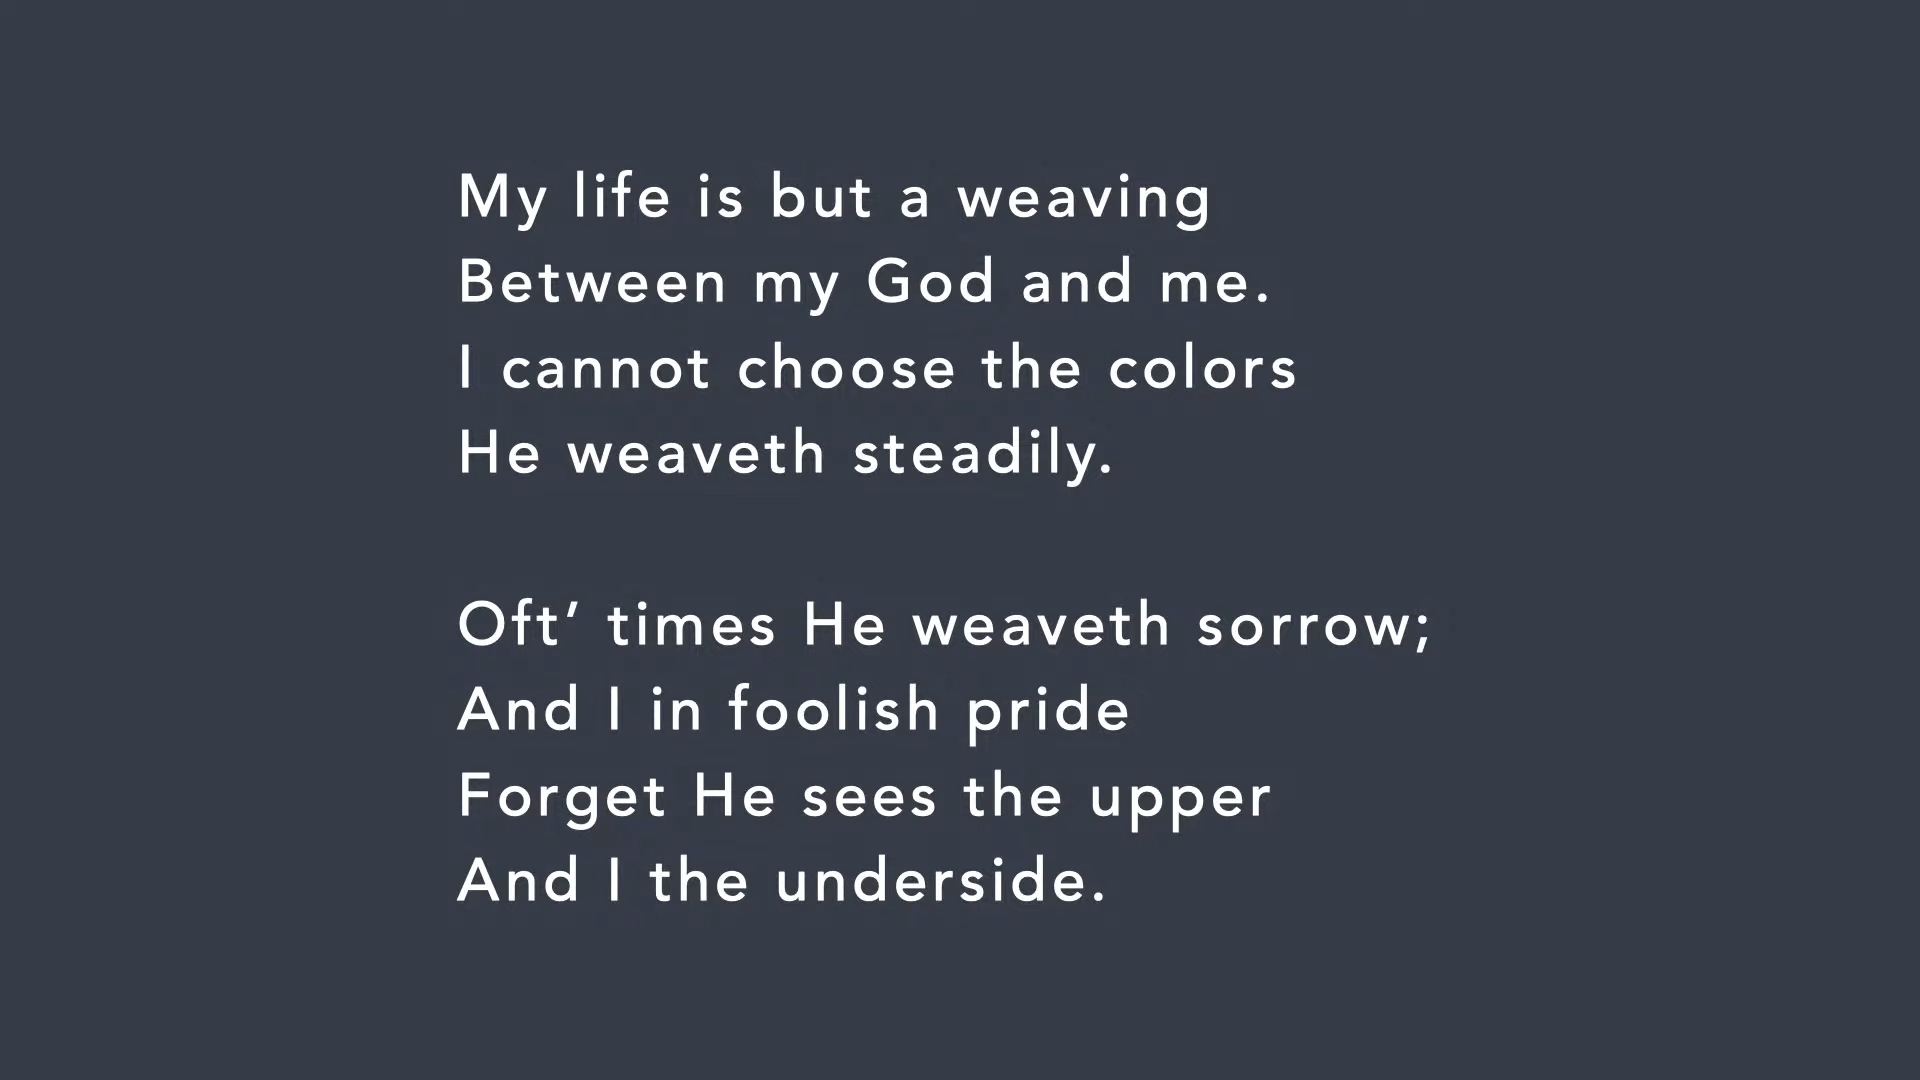 My life is but a weaving
Between my God and me.
I cannot choose the colors
He weaveth steadily.
Oft’ times He weaveth sorrow;
And I in foolish pride
Forget He sees the upper
And I the underside.